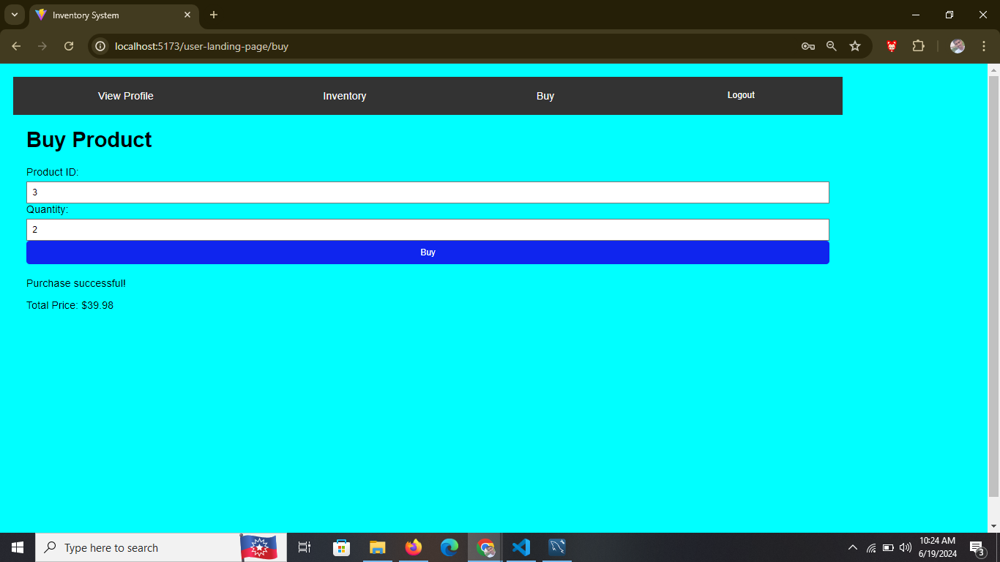 Inventory System
localhost:5173/user-landing-page/buy
View Profile Inventory Buy Logout
Buy Product
Product ID:
3
Quantity:
2
Buy
Purchase successful!
Total Price: $39.98
Type here to search
10:24 AM
6/19/2024
3